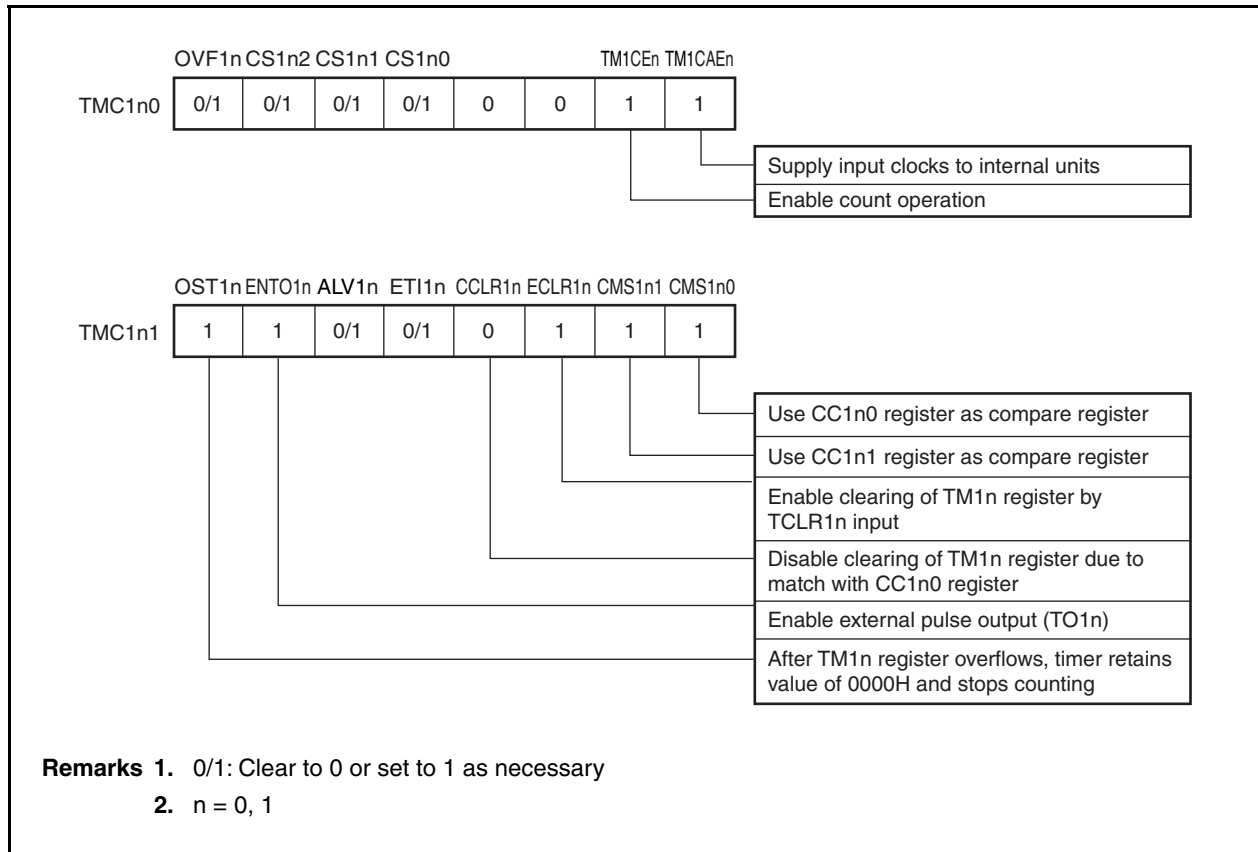 OVF1n CS1n2 CS1n1 CS1n0 TM1CEn TM1CAEn
TMC1n0 0/1 0/1 0/1 0/1 0 0 1 1
Supply input clocks to internal units
Enable count operation
OST1n ENTO1n ALV1n ETI1n CCLR1n ECLR1n CMS1n1 CMS1n0
TMC1n1 1 1 0/1 0/1 0 1 1 1
Use CC1n0 register as compare register
Use CC1n1 register as compare register
Enable clearing of TM1n register by
TCLR1n input
Disable clearing of TM1n register due to
match with CC1n0 register
Enable external pulse output (TO1n)
After TM1n register overflows, timer retains
value of 0000H and stops counting
Remarks 1. 0/1: Clear to 0 or set to 1 as necessary
2. n = 0, 1